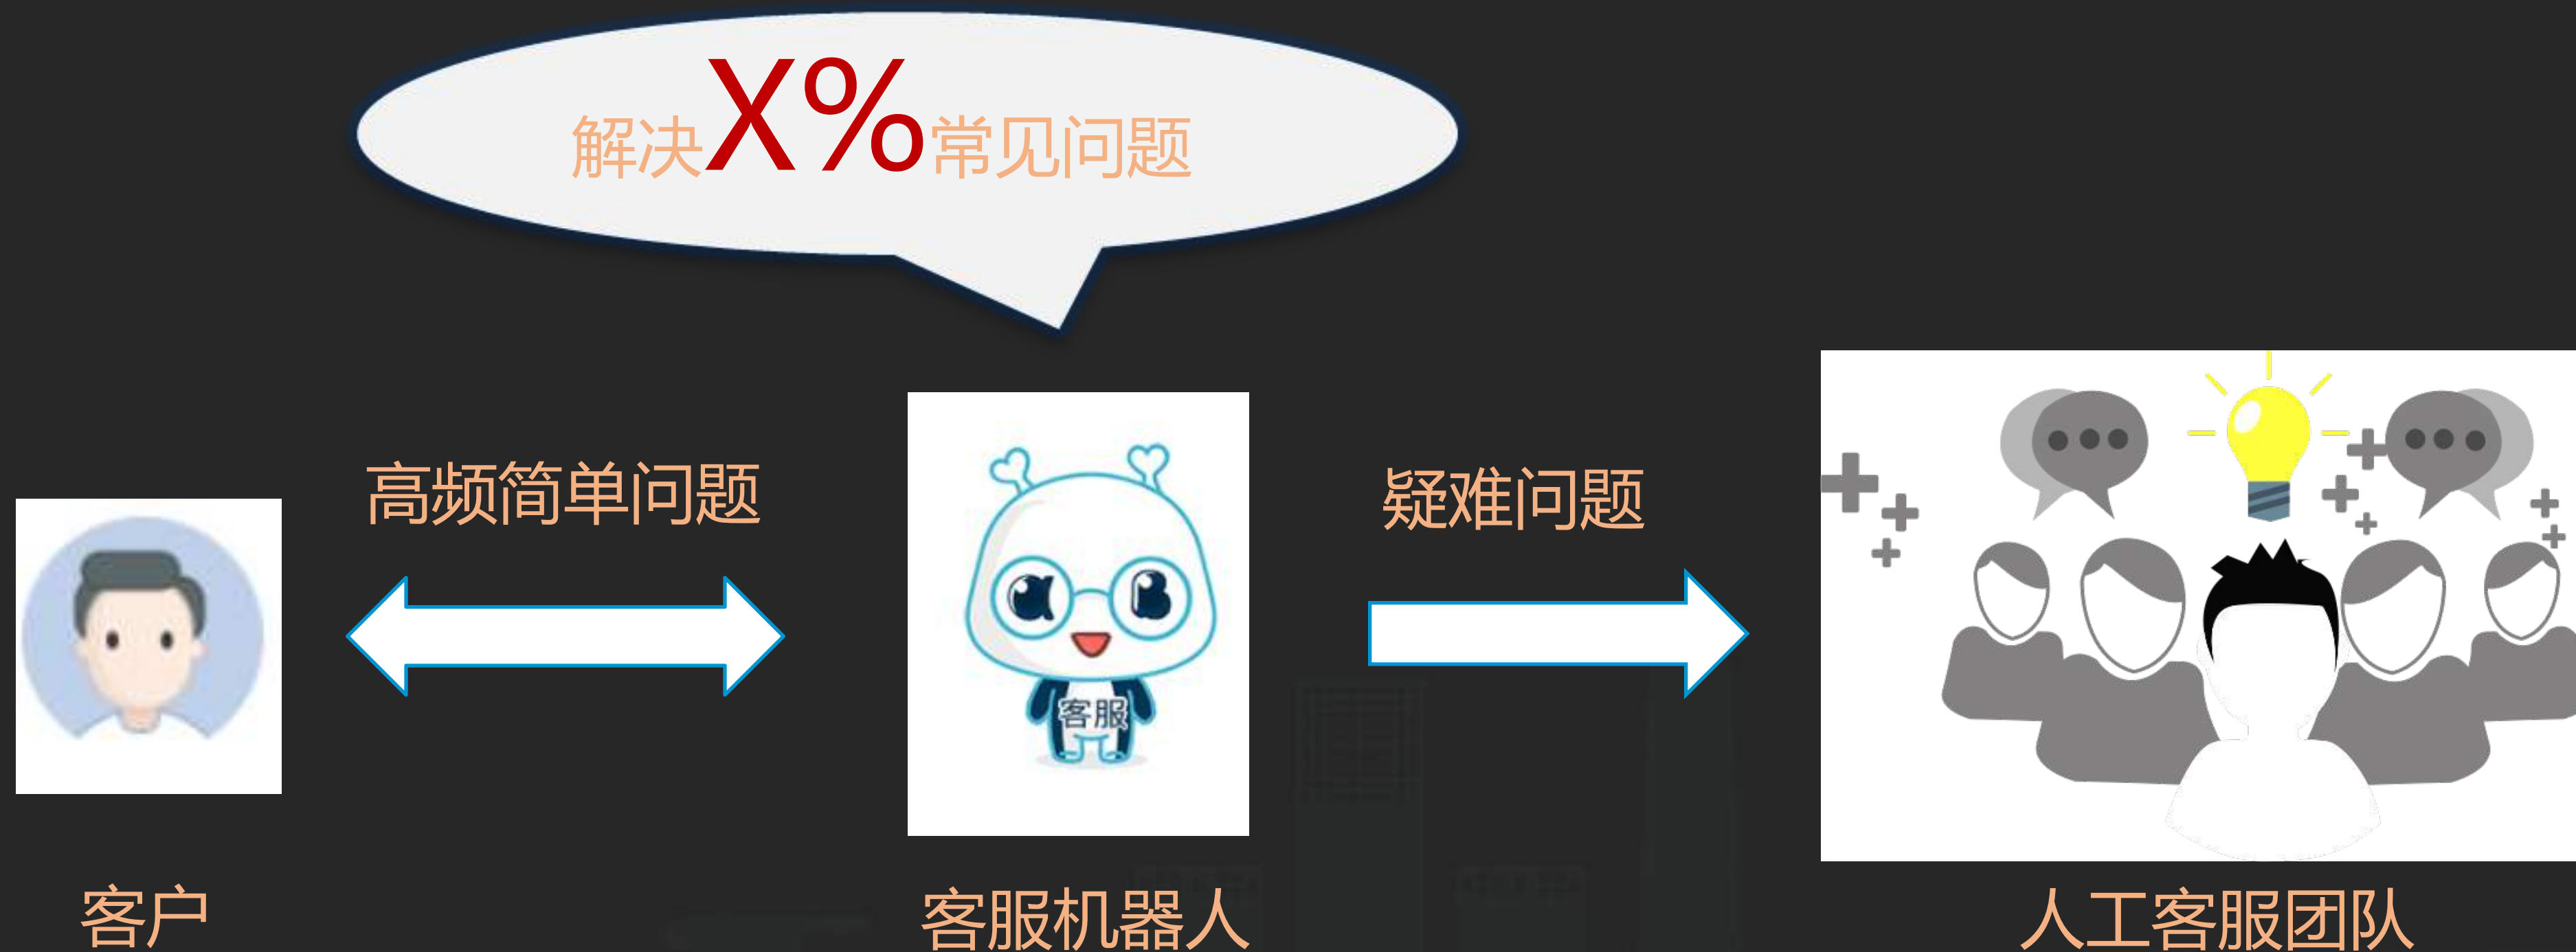 解决X%常见问题
高频简单问题
疑难问题
客服
客户
客服机器人
人工客服团队